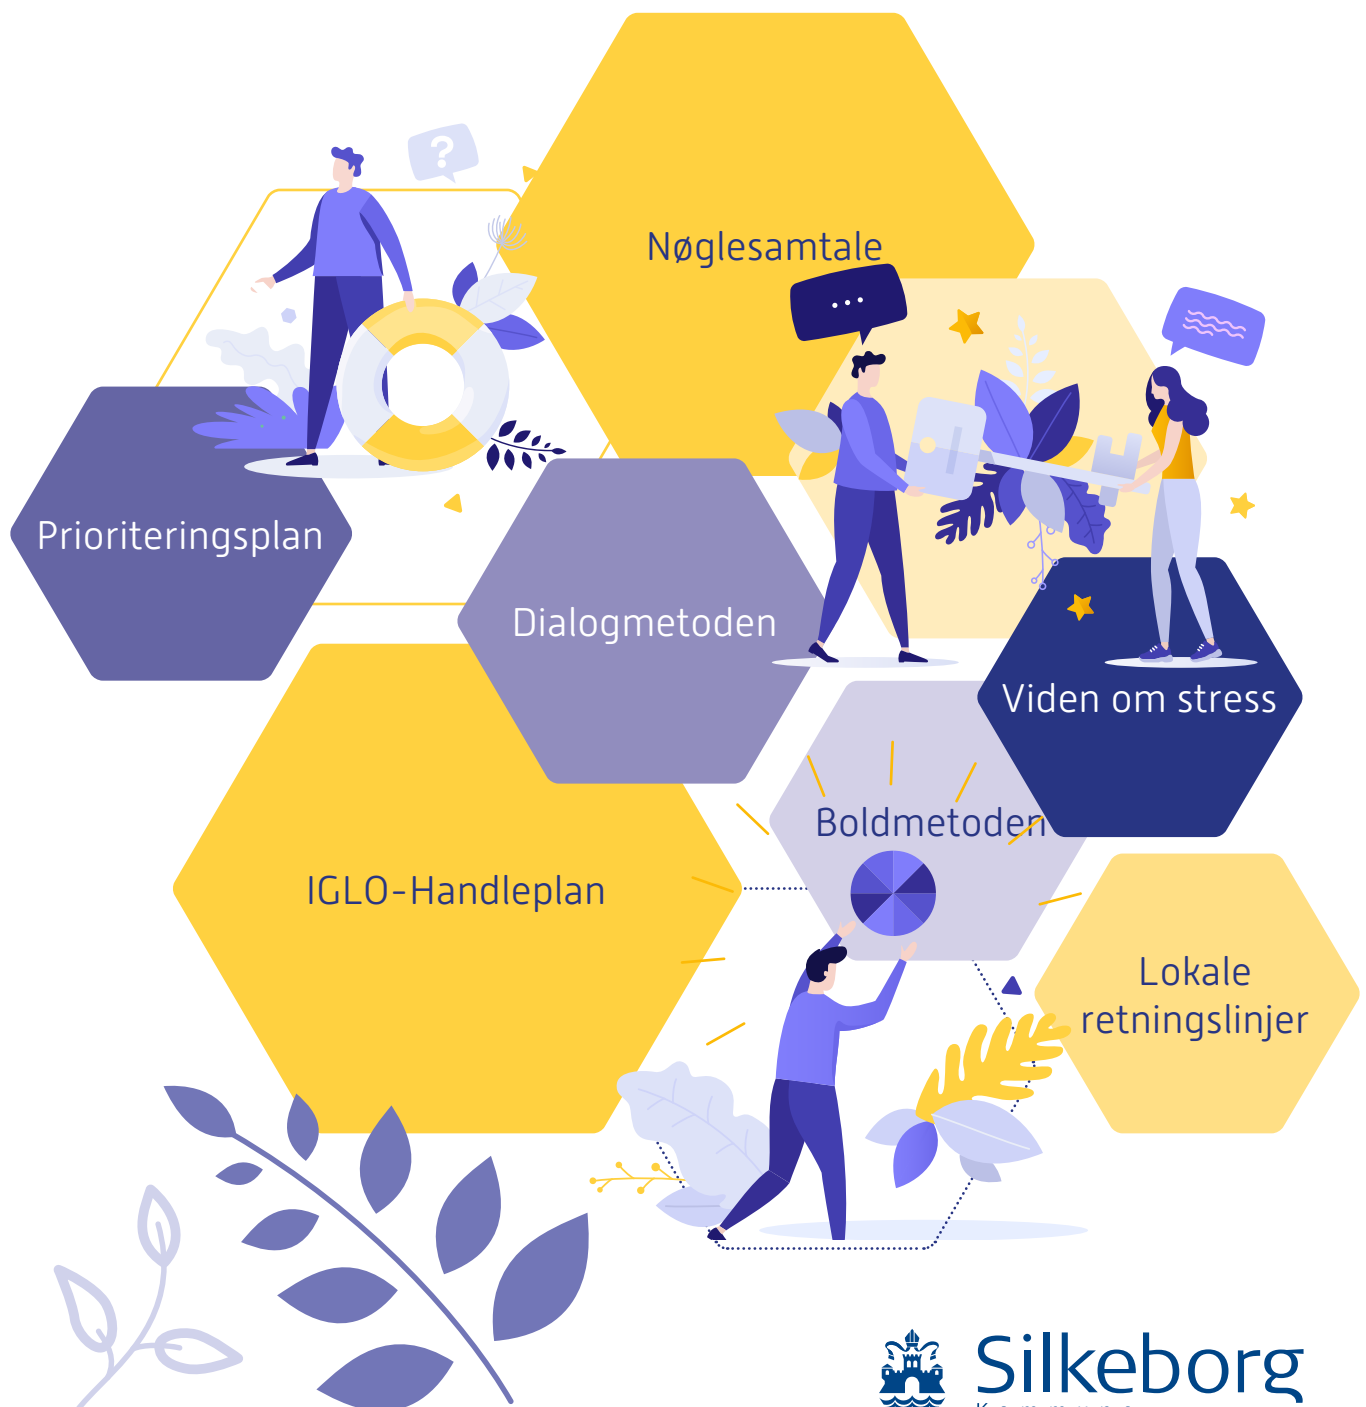 ?
Nøglesamtale
...
Prioriteringsplan
Dialogmetoden
Viden om stress
Boldmetoden
IGLO-Handleplan
Lokale
retningslinjer
Silkeborg